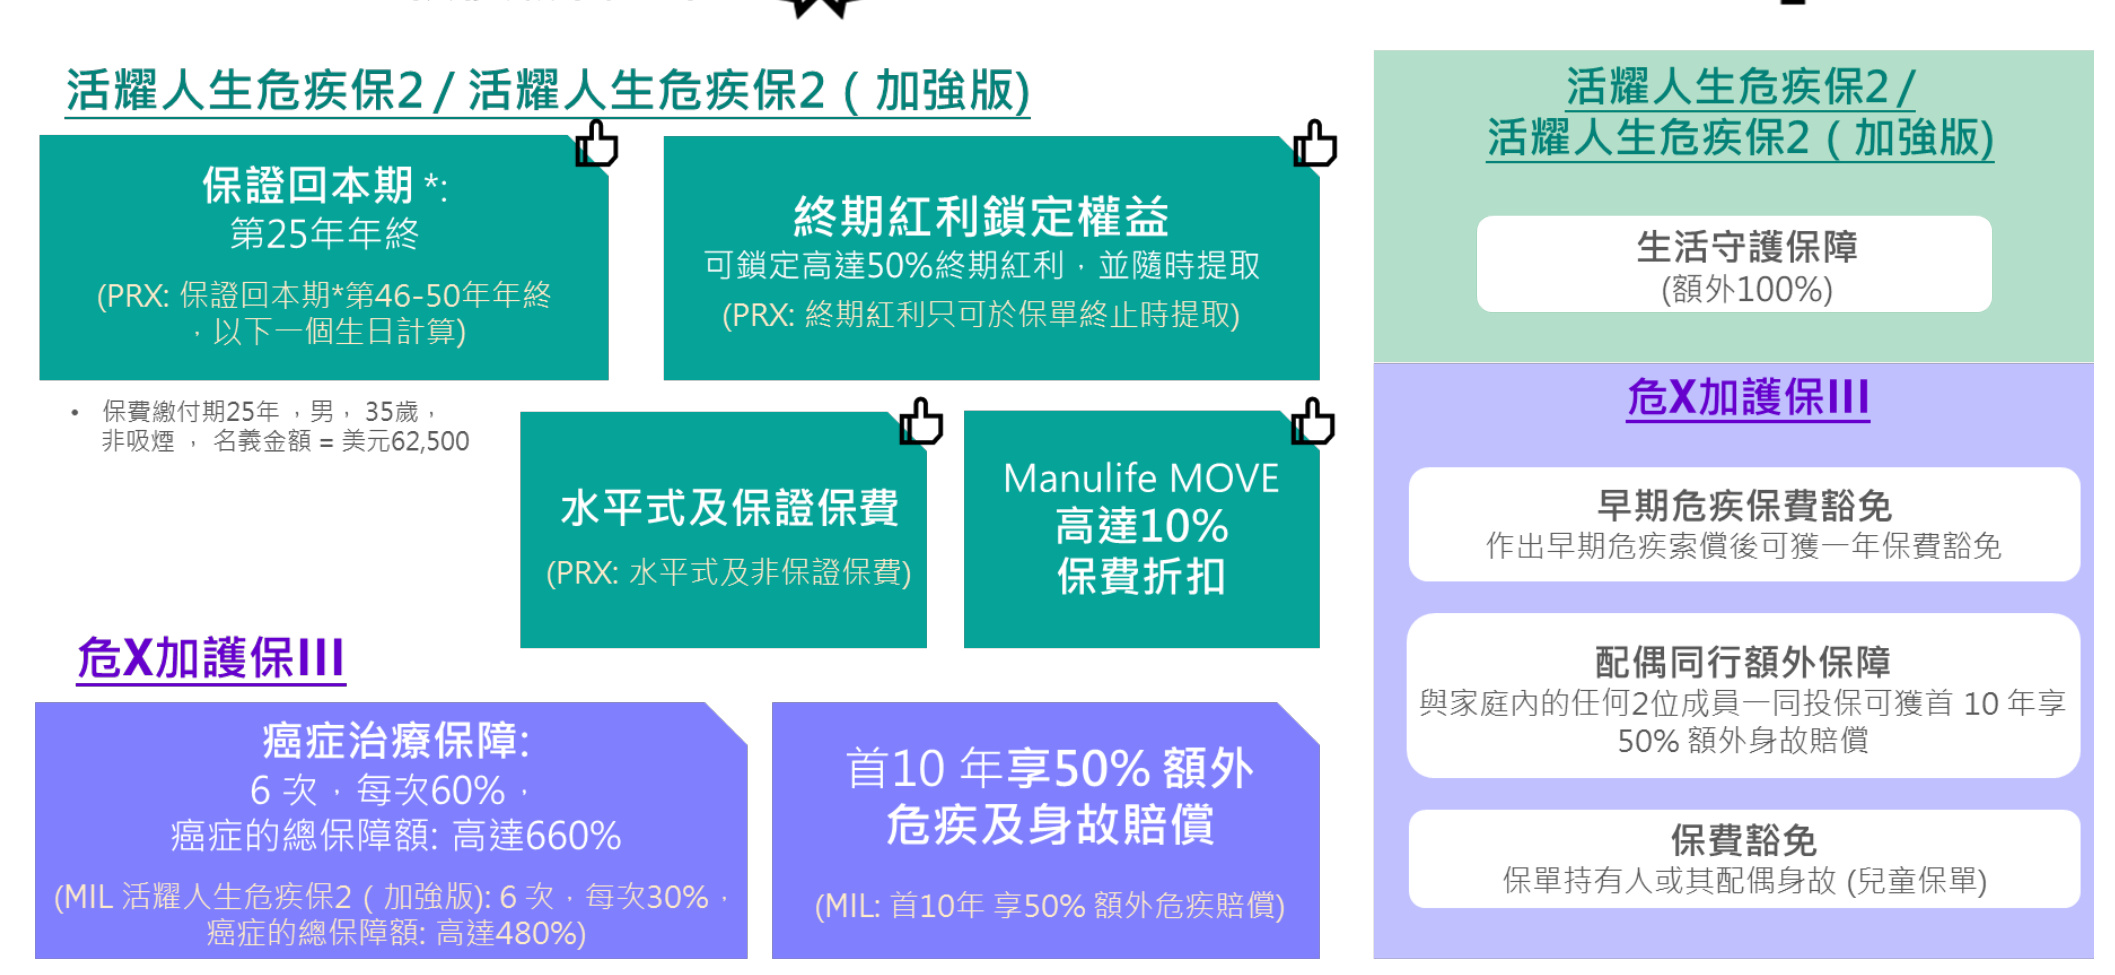 活耀人生危疾保2 / 活耀人生危疾保2 ( 加強版)
保證回本期 *:
第25年年終
(PRX: 保證回本期*第46-50年年終
，以下一個生日計算)
終期紅利鎖定權益
可鎖定高達50%終期紅利，並隨時提取
(PRX: 終期紅利只可於保單終止時提取)
• 保費繳付期25年 ，男， 35歲，
非吸煙 ， 名義金額 = 美元62,500
水平式及保證保費
(PRX: 水平式及非保證保費)
Manulife MOVE
高達10%
保費折扣
危X加護保III
癌症治療保障:
6 次，每次60%，
癌症的總保障額: 高達660%
(MIL 活耀人生危疾保2 ( 加強版): 6 次，每次30%，
癌症的總保障額: 高達480%)
首10 年享50% 額外
危疾及身故賠償
(MIL: 首10年 享50% 額外危疾賠償)
活耀人生危疾保2 /
活耀人生危疾保2 ( 加強版)
生活守護保障
(額外100%)
危X加護保III
早期危疾保費豁免
作出早期危疾索償後可獲一年保費豁免
配偶同行額外保障
與家庭內的任何2位成員一同投保可獲首 10 年享
50% 額外身故賠償
保費豁免
保單持有人或其配偶身故 (兒童保單)